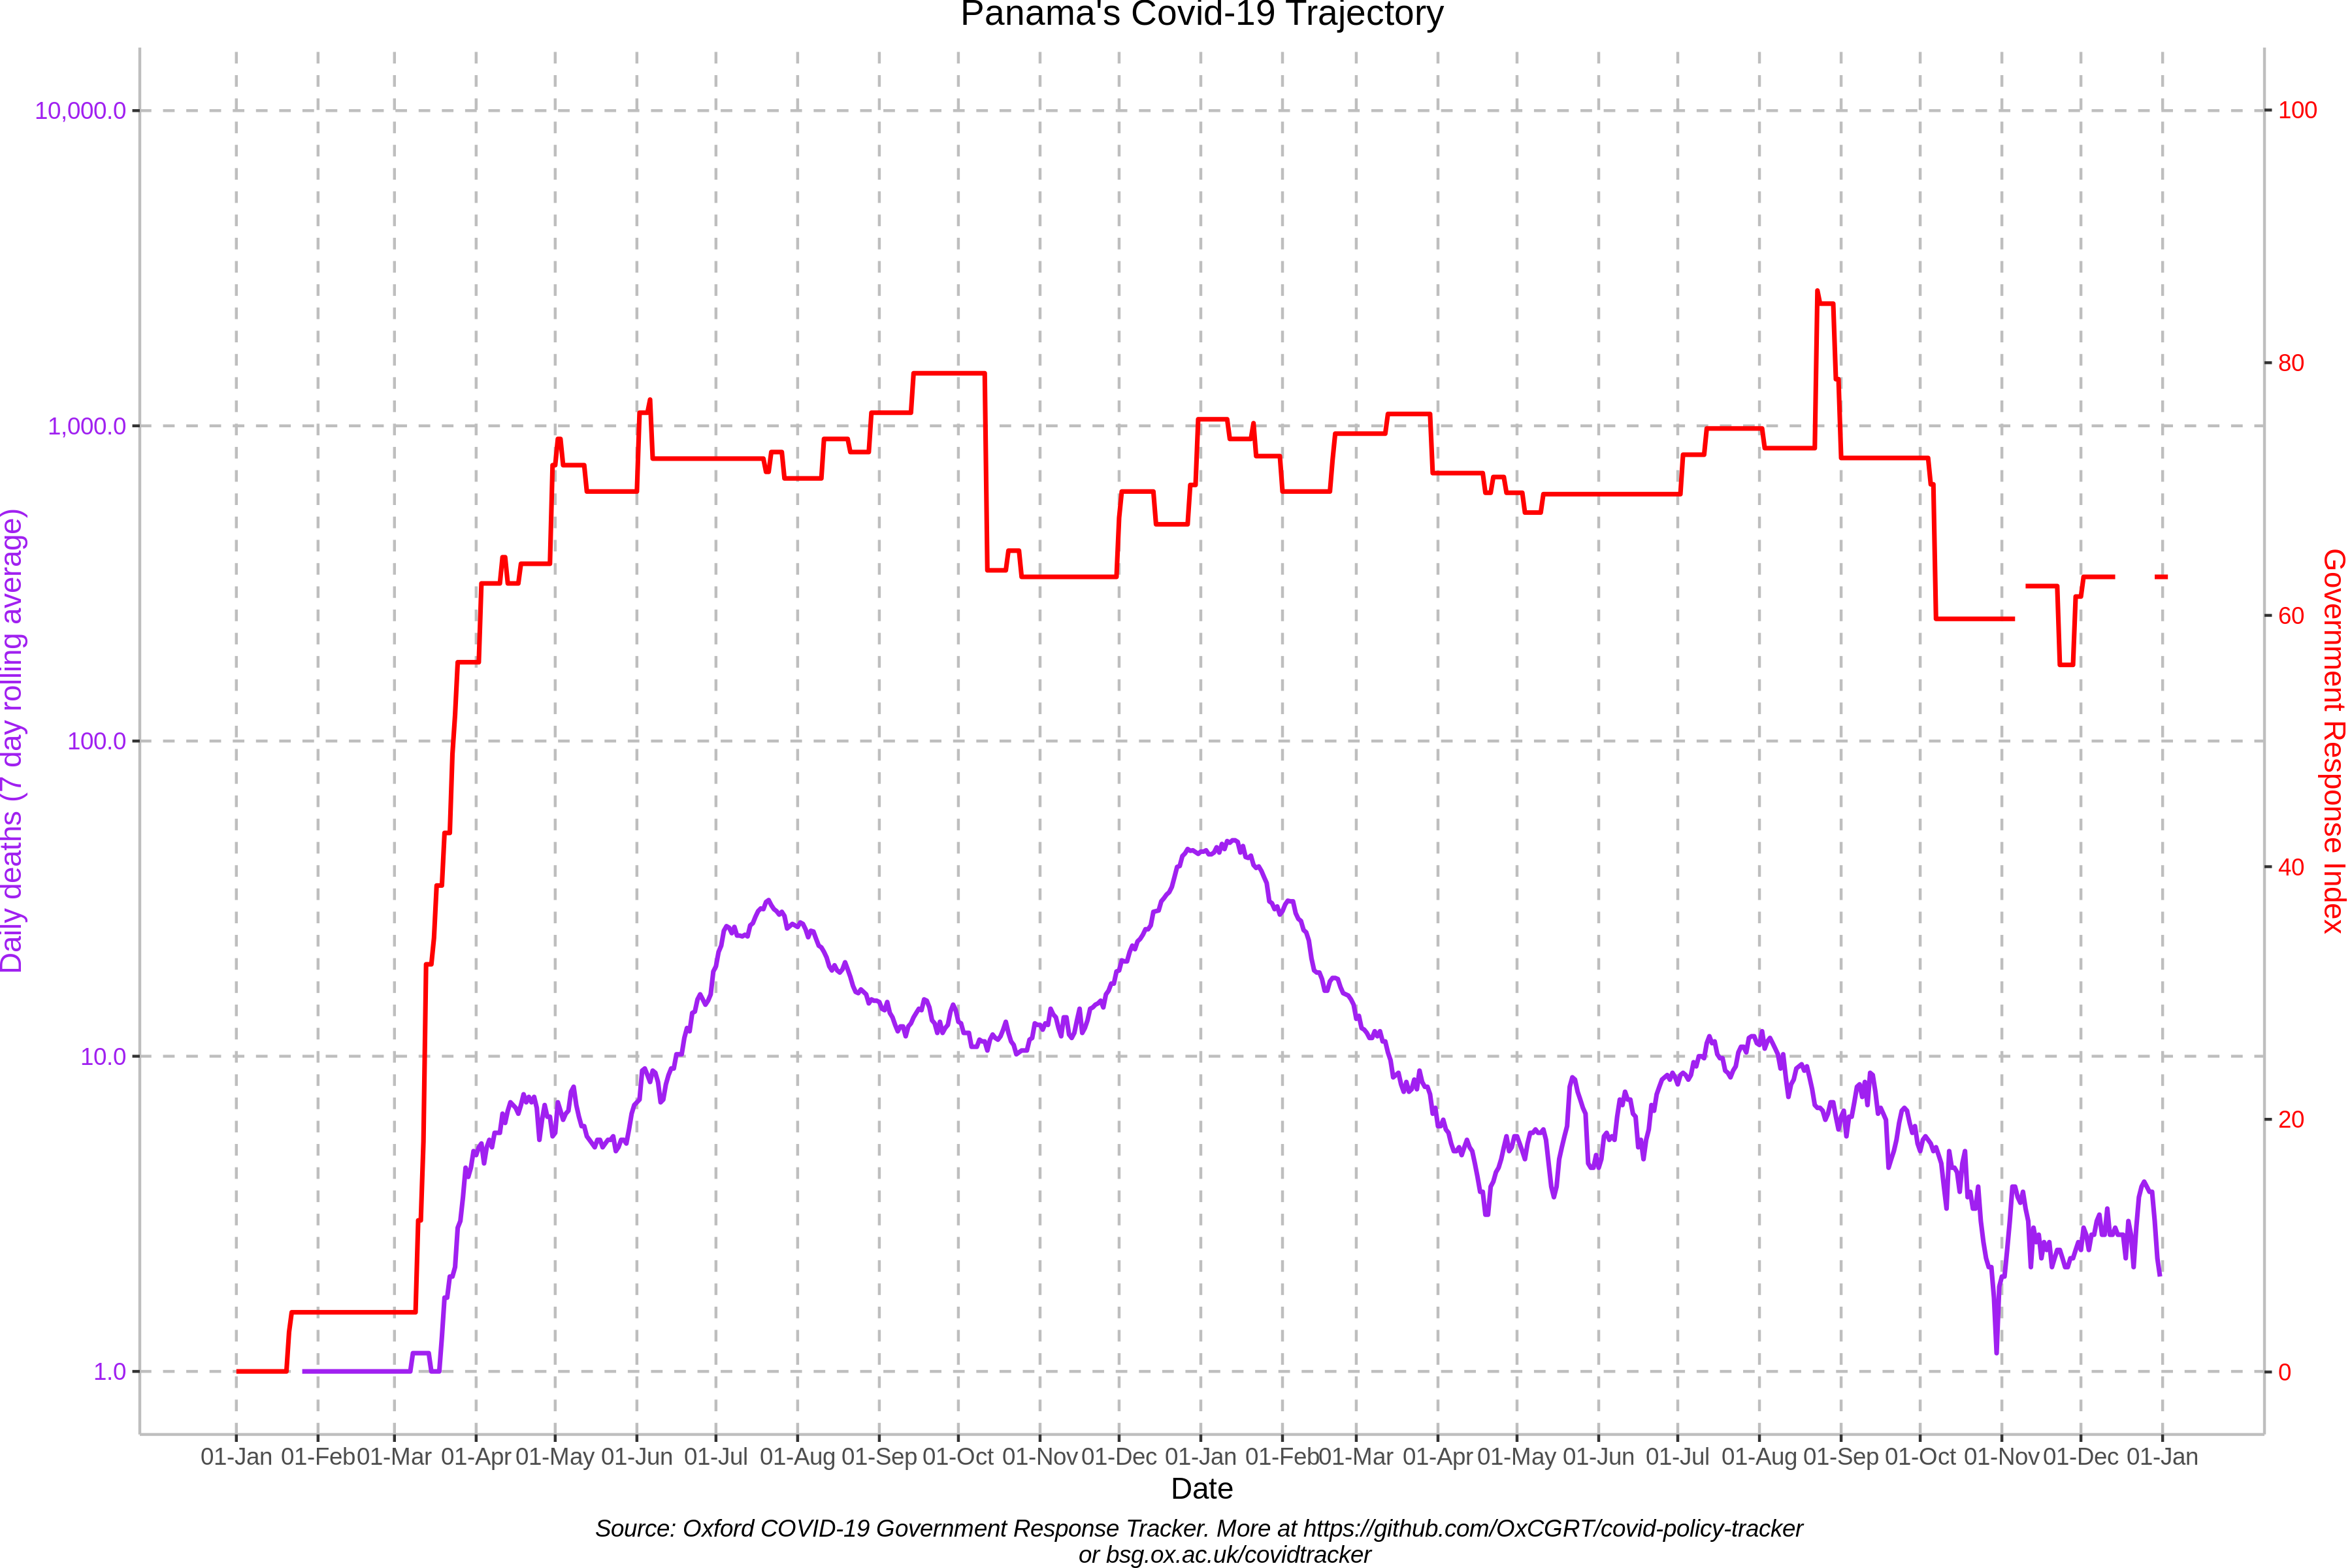 Panama's Covid-19 Trajectory
10,000.0
1,000.0
100.0
10.0
1.0
Daily deaths (7 day rolling average)
100
80
60
40
20
0
Government Response Index
01-Jan 01-Feb 01-Mar 01-Apr 01-May 01-Jun 01-Jul 01-Aug 01-Sep 01-Oct 01-Nov 01-Dec 01-Jan 01-Feb 01-Mar 01-Apr 01-May 01-Jun 01-Jul 01-Aug 01-Sep 01-Oct 01-Nov 01-Dec 01-Jan
Date
Source: Oxford COVID-19 Government Response Tracker. More at https://github.com/OxCGRT/covid-policy-tracker
or bsg.ox.ac.uk/covidtracker